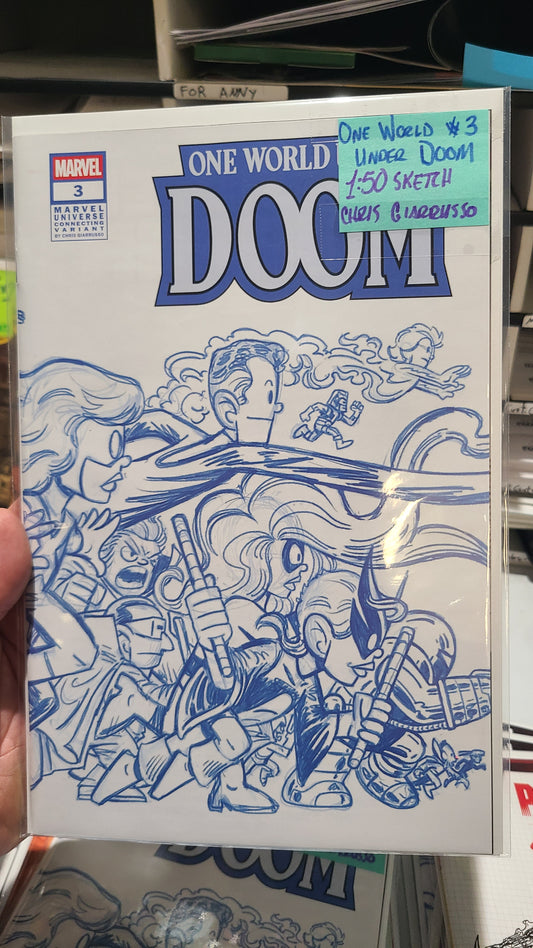 FOR ANNY
ONE WORLD #3
UNDER DOOM
1:50 SKETCH
CHRIS GIARRUSSO
MARVEL
3
MARVEL
UNIVERSE
CONNECTING
VARIANT
BY CHRIS GIARRUSSO
ONE WORLD
DOOM
DOOM